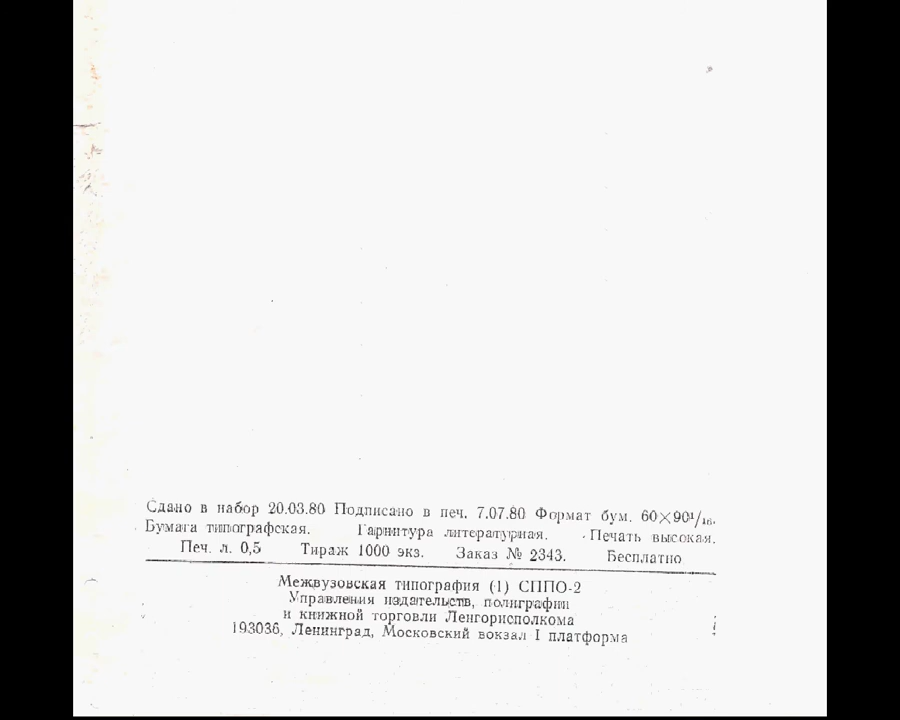 Сдано в набор 20.03.80 Подписано в печ. 7.07.80 Формат бум. 60×90¹/₁₆.
Бумага типографская. Гарнитура литературная. Печать высокая.
Печ. л. 0,5 Тираж 1000 экз. Заказ № 2343. Бесплатно
Межвузовская типография (1) СППО-2
Управления издательств, полиграфии
и книжной торговли Ленгорисполкома
193036, Ленинград, Московский вокзал I платформа